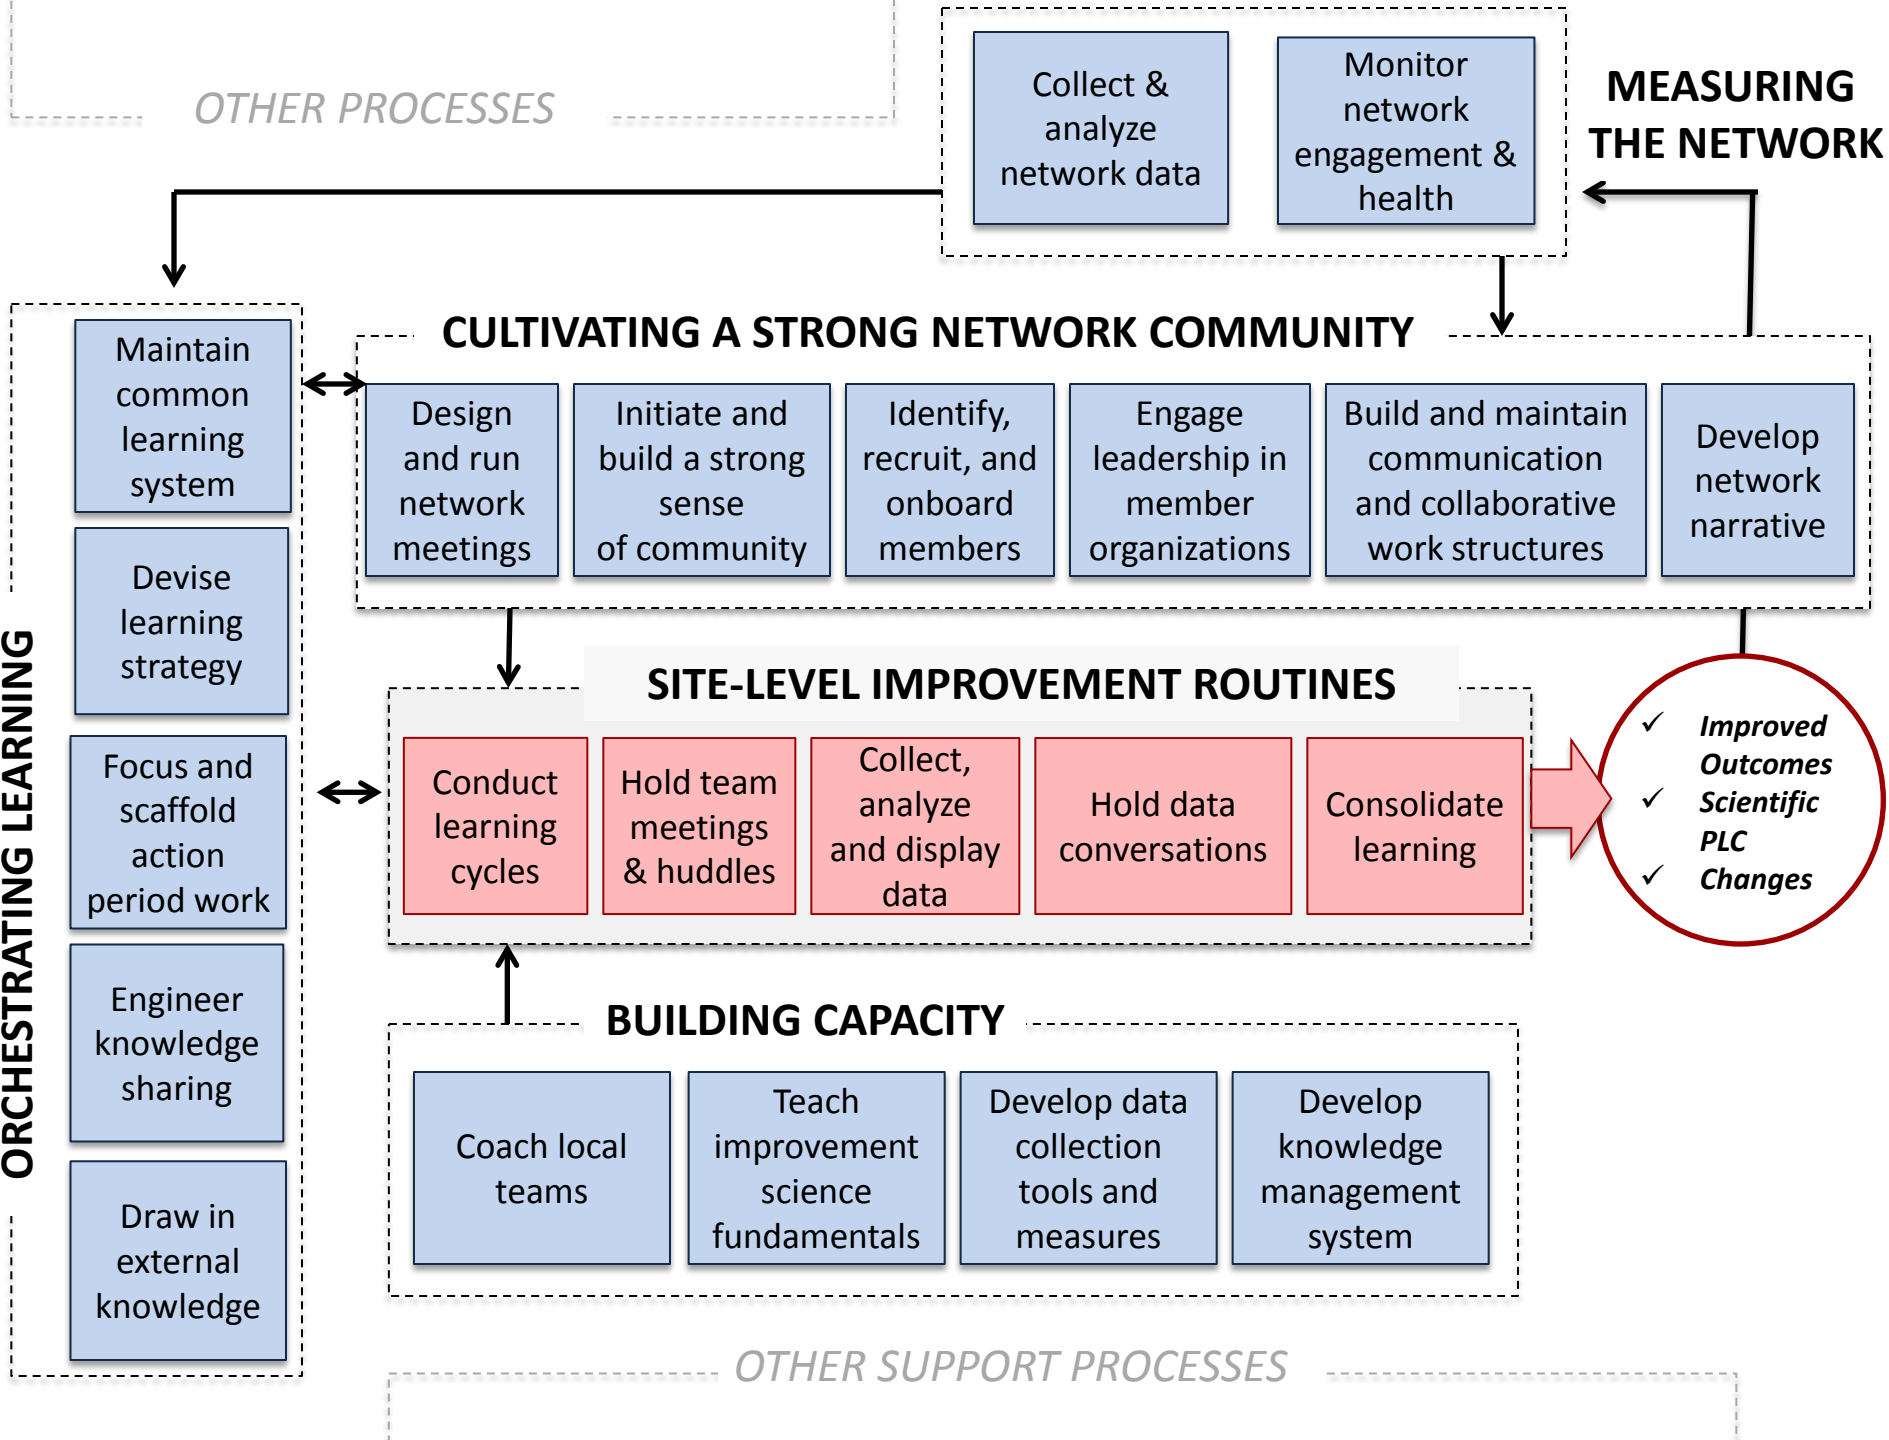 OTHER PROCESSES
Collect &
analyze
network data
Monitor
network
engagement &
health
MEASURING
THE NETWORK
ORCHESTRATING LEARNING
Maintain
common
learning
system
Devise
learning
strategy
Focus and
scaffold
action
period work
Engineer
knowledge
sharing
Draw in
external
knowledge
CULTIVATING A STRONG NETWORK COMMUNITY
Design
and run
network
meetings
Initiate and
build a strong
sense
of community
Identify,
recruit, and
onboard
members
Engage
leadership in
member
organizations
Build and maintain
communication
and collaborative
work structures
Develop
network
narrative
SITE-LEVEL IMPROVEMENT ROUTINES
Conduct
learning
cycles
Hold team
meetings
& huddles
Collect,
analyze
and display
data
Hold data
conversations
Consolidate
learning
✓ Improved
Outcomes
✓ Scientific
PLC
✓ Changes
BUILDING CAPACITY
Coach local
teams
Teach
improvement
science
fundamentals
Develop data
collection
tools and
measures
Develop
knowledge
management
system
OTHER SUPPORT PROCESSES